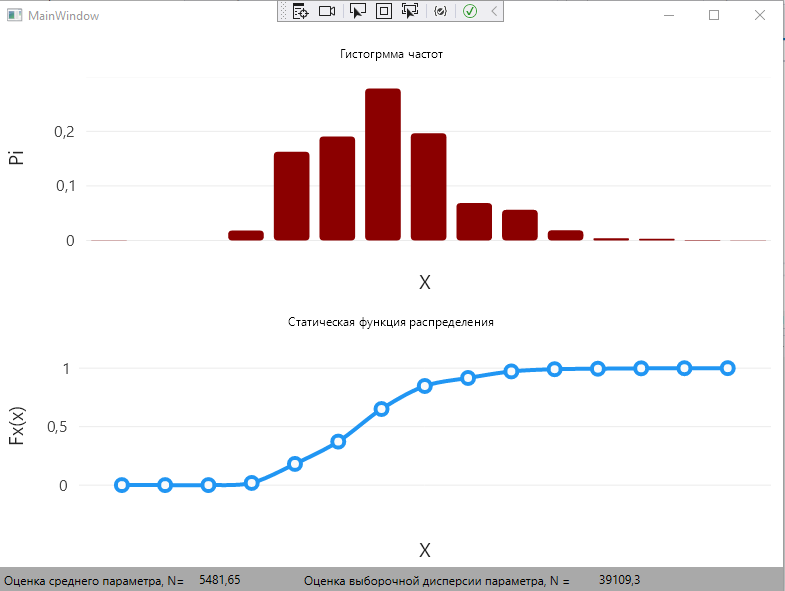 MainWindow
Гистогрмма частот
Pi
0,2
0,1
0
X
Статическая функция распределения
Fx(x)
1
0,5
0
X
Оценка среднего параметра, N= 5481,65 Оценка выборочной дисперсии параметра, N = 39109,3